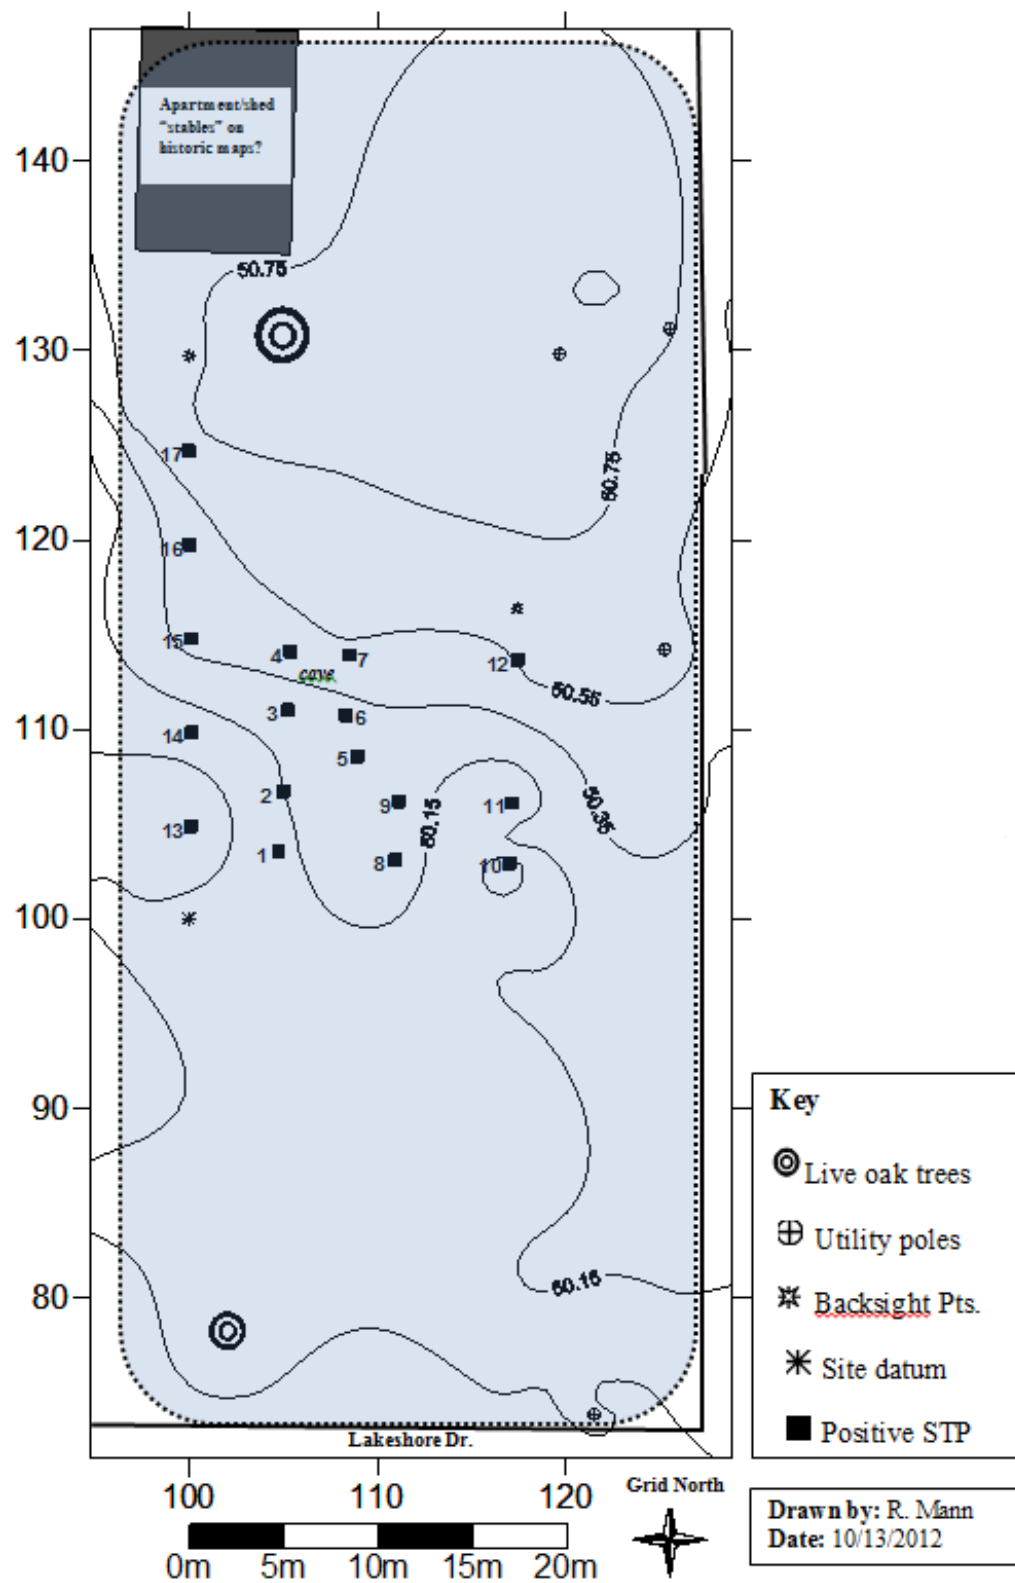 Apartment/shed
“stables” on
historic maps?
140
50.75
130
17
50.75
120
16
15
4
7
12
cave
50.55
110
3
6
14
5
2
9
11
50.35
50.15
13
1
8
10
100
90
Key
Live oak trees
Utility poles
50.15
80
Backsight Pts.
Site datum
Positive STP
Lakeshore Dr.
100
110
120
Grid North
Drawn by: R. Mann
Date: 10/13/2012
0m
5m
10m
15m
20m